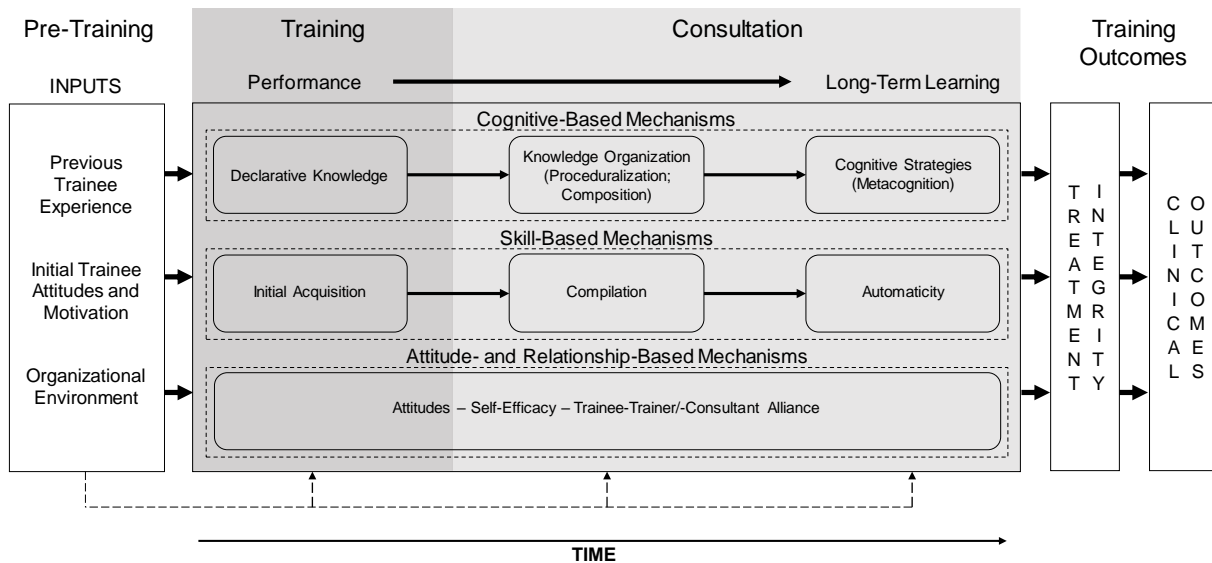 Pre-Training
Training
Consultation
Training
Outcomes
INPUTS
Performance
Long-Term Learning
Previous
Trainee
Experience
Initial Trainee
Attitudes and
Motivation
Organizational
Environment
Cognitive-Based Mechanisms
Declarative Knowledge
Knowledge Organization
(Proceduralization;
Composition)
Cognitive Strategies
(Metacognition)
Skill-Based Mechanisms
Initial Acquisition
Compilation
Automaticity
Attitude- and Relationship-Based Mechanisms
Attitudes – Self-Efficacy – Trainee-Trainer/-Consultant Alliance
TREATMENT
INTEGRITY
CLINICAL
OUTCOMES
TIME